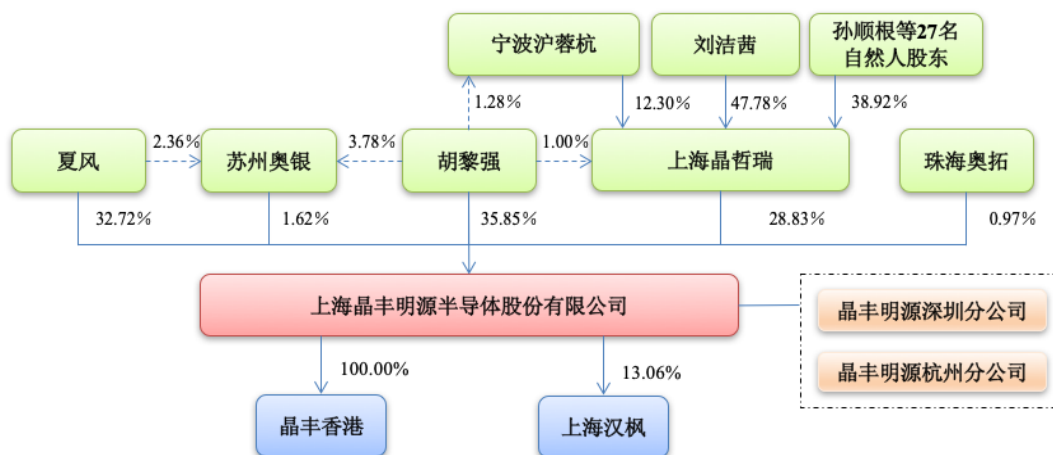 宁波沪蓉杭
刘洁茜
孙顺根等27名
自然人股东
1.28%
12.30%
47.78%
38.92%
夏风
2.36%
苏州奥银
3.78%
胡黎强
1.00%
上海晶哲瑞
珠海奥拓
32.72%
1.62%
35.85%
28.83%
0.97%
上海晶丰明源半导体股份有限公司
晶丰明源深圳分公司
晶丰明源杭州分公司
100.00%
13.06%
晶丰香港
上海汉枫